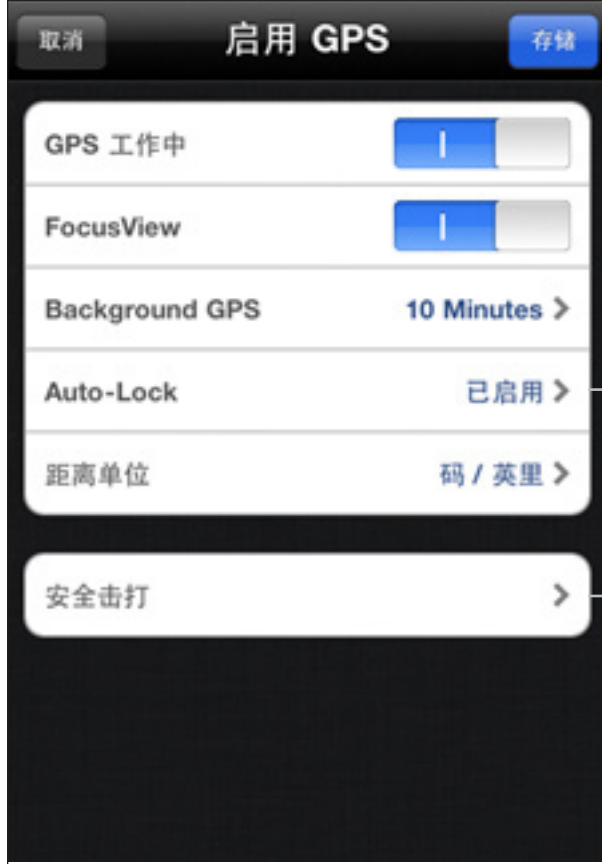 取消 启用 GPS 存储
GPS 工作中
FocusView
Background GPS 10 Minutes
Auto-Lock 已启用
距离单位 码 / 英里
安全击打